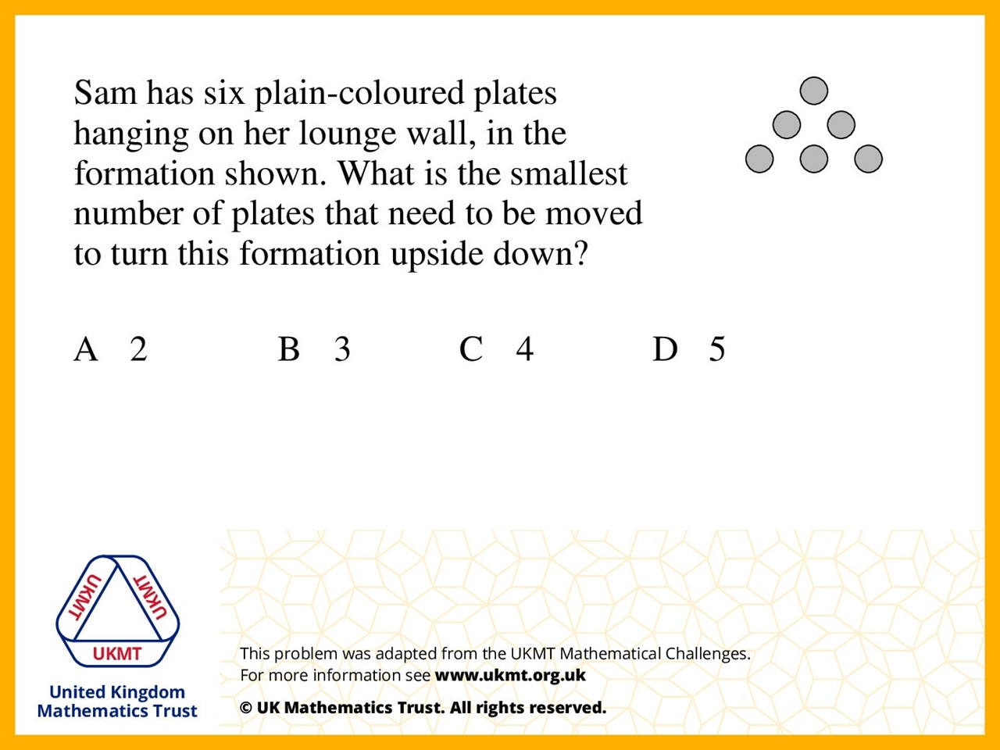 Sam has six plain-coloured plates
hanging on her lounge wall, in the
formation shown. What is the smallest
number of plates that need to be moved
to turn this formation upside down?
A 2 B 3 C 4 D 5
UKMT UKMT
UKMT
United Kingdom
Mathematics Trust
This problem was adapted from the UKMT Mathematical Challenges.
For more information see www.ukmt.org.uk
© UK Mathematics Trust. All rights reserved.